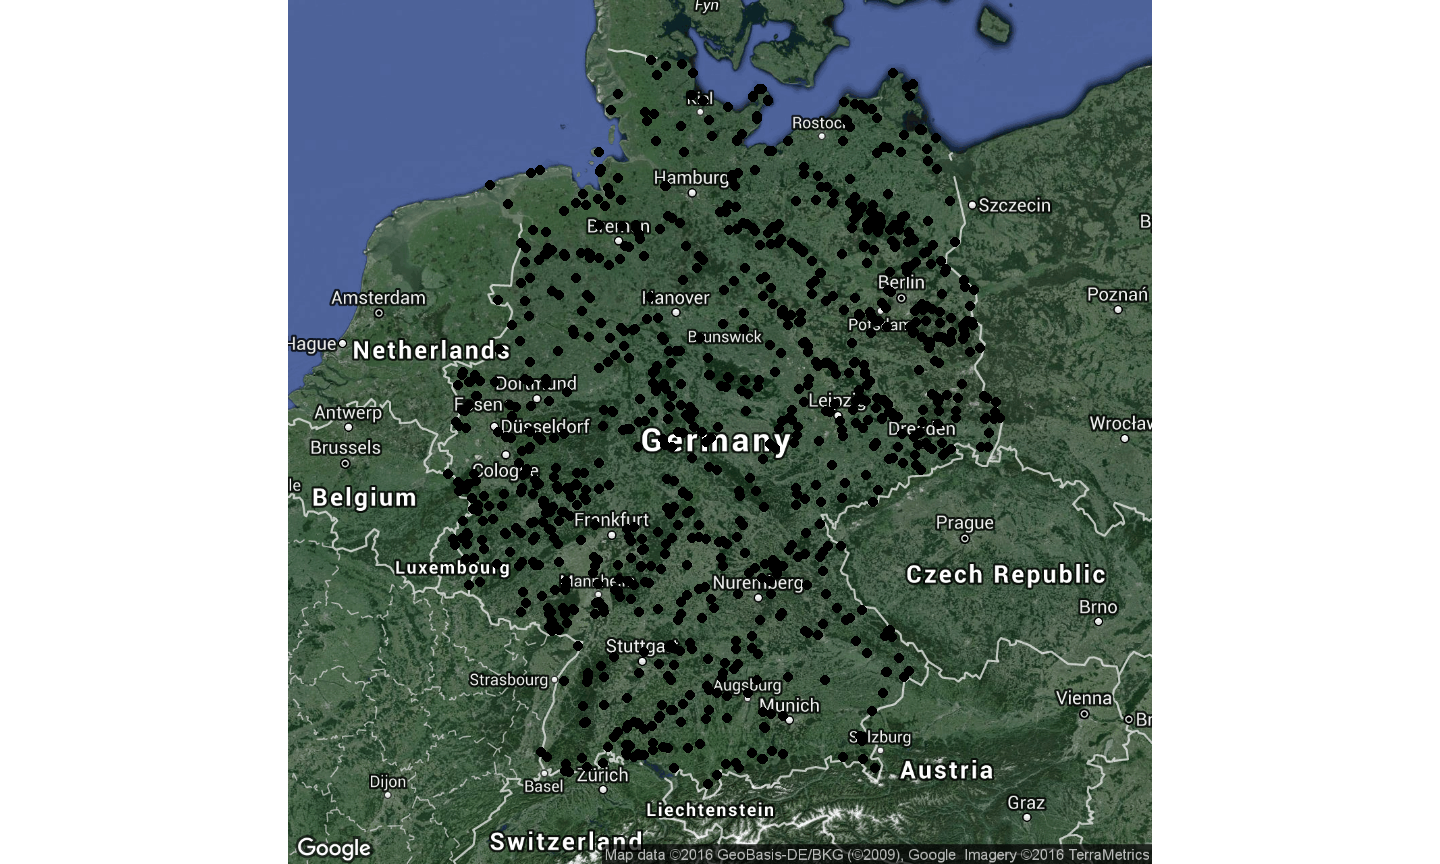 Fyn
Kiel
Rostock
Hamburg
Szczecin
Bremen
B
Amsterdam
Hanover
Berlin
Poznań
Potsdam
Hague
Netherlands
Brunswick
Dortmund
Essen
Leipzig
Antwerp
Düsseldorf
Dresden
Wrocław
Brussels
Germany
Cologne
le
Belgium
Frankfurt
Prague
Luxembourg
Mannheim
Nuremberg
Czech Republic
Brno
Stuttgart
Strasbourg
Augsburg
Munich
Vienna
Br
Salzburg
Austria
Dijon
Basel
Zürich
Liechtenstein
Graz
Switzerland
Google
Map data ©2016 GeoBasis-DE/BKG (©2009), Google Imagery ©2016 TerraMetrics